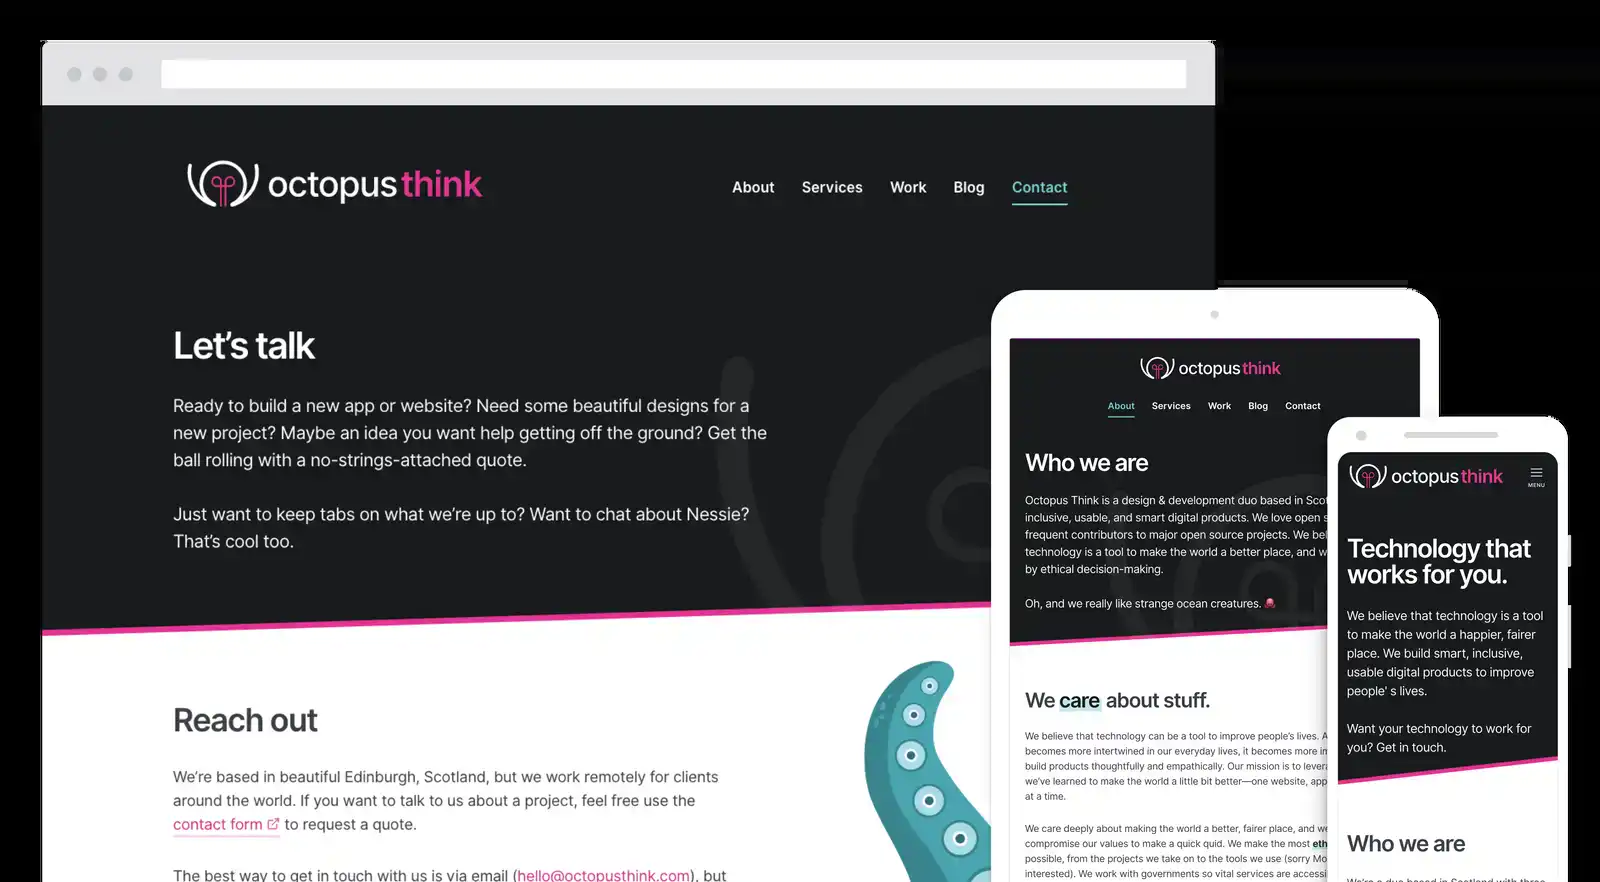 octopus think
About Services Work Blog Contact
Let's talk
Ready to build a new app or website? Need some beautiful designs for a
new project? Maybe an idea you want help getting off the ground? Get the
ball rolling with a no-strings-attached quote.
Just want to keep tabs on what we're up to? Want to chat about Nessie?
That's cool too.
Reach out
We're based in beautiful Edinburgh, Scotland, but we work remotely for clients
around the world. If you want to talk to us about a project, feel free use the
contact form to request a quote.
The best way to get in touch with us is via email (hello@octopusthink.com), but
octopus think
About Services Work Blog Contact
Who we are
Octopus Think is a design & development duo based in Scot
inclusive, usable, and smart digital products. We love open s
frequent contributors to major open source projects. We bel
technology is a tool to make the world a better place, and w
by ethical decision-making.
Oh, and we really like strange ocean creatures.
We care about stuff.
We believe that technology can be a tool to improve people's lives. A
becomes more intertwined in our everyday lives, it becomes more im
build products thoughtfully and empathically. Our mission is to levera
we've learned to make the world a little bit better—one website, app
at a time.
We care deeply about making the world a better, fairer place, and we
compromise our values to make a quick quid. We make the most eth
possible, from the projects we take on to the tools we use (sorry Mo
interested). We work with governments so vital services are accessi
octopus think
MENU
Technology that
works for you.
We believe that technology is a tool
to make the world a happier, fairer
place. We build smart, inclusive,
usable digital products to improve
people' s lives.
Want your technology to work for
you? Get in touch.
Who we are
We're a duo based in Scotland with three